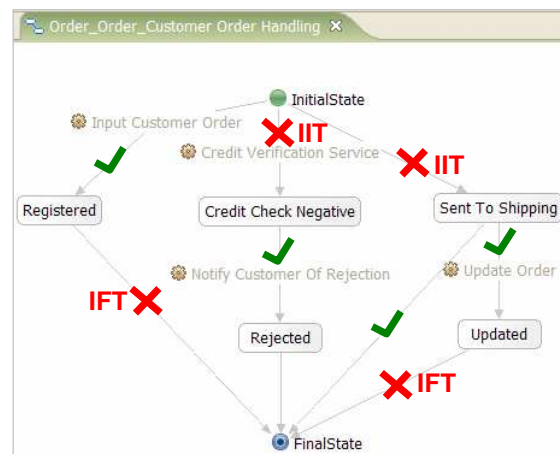 Order_Order_Customer Order Handling
InitialState
Input Customer Order
IIT
Credit Verification Service
IIT
Registered
Credit Check Negative
Sent To Shipping
Notify Customer Of Rejection
Update Order
IFT
Rejected
Updated
IFT
FinalState